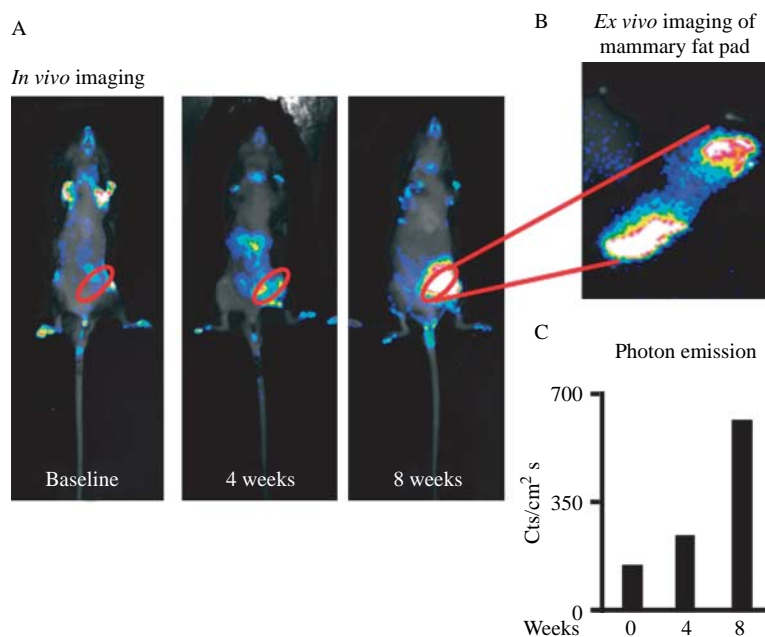 A
In vivo imaging
Baseline
4 weeks
8 weeks
B
Ex vivo imaging of
mammary fat pad
C
Photon emission
Cts/cm² s
700
350
0
Weeks 0 4 8